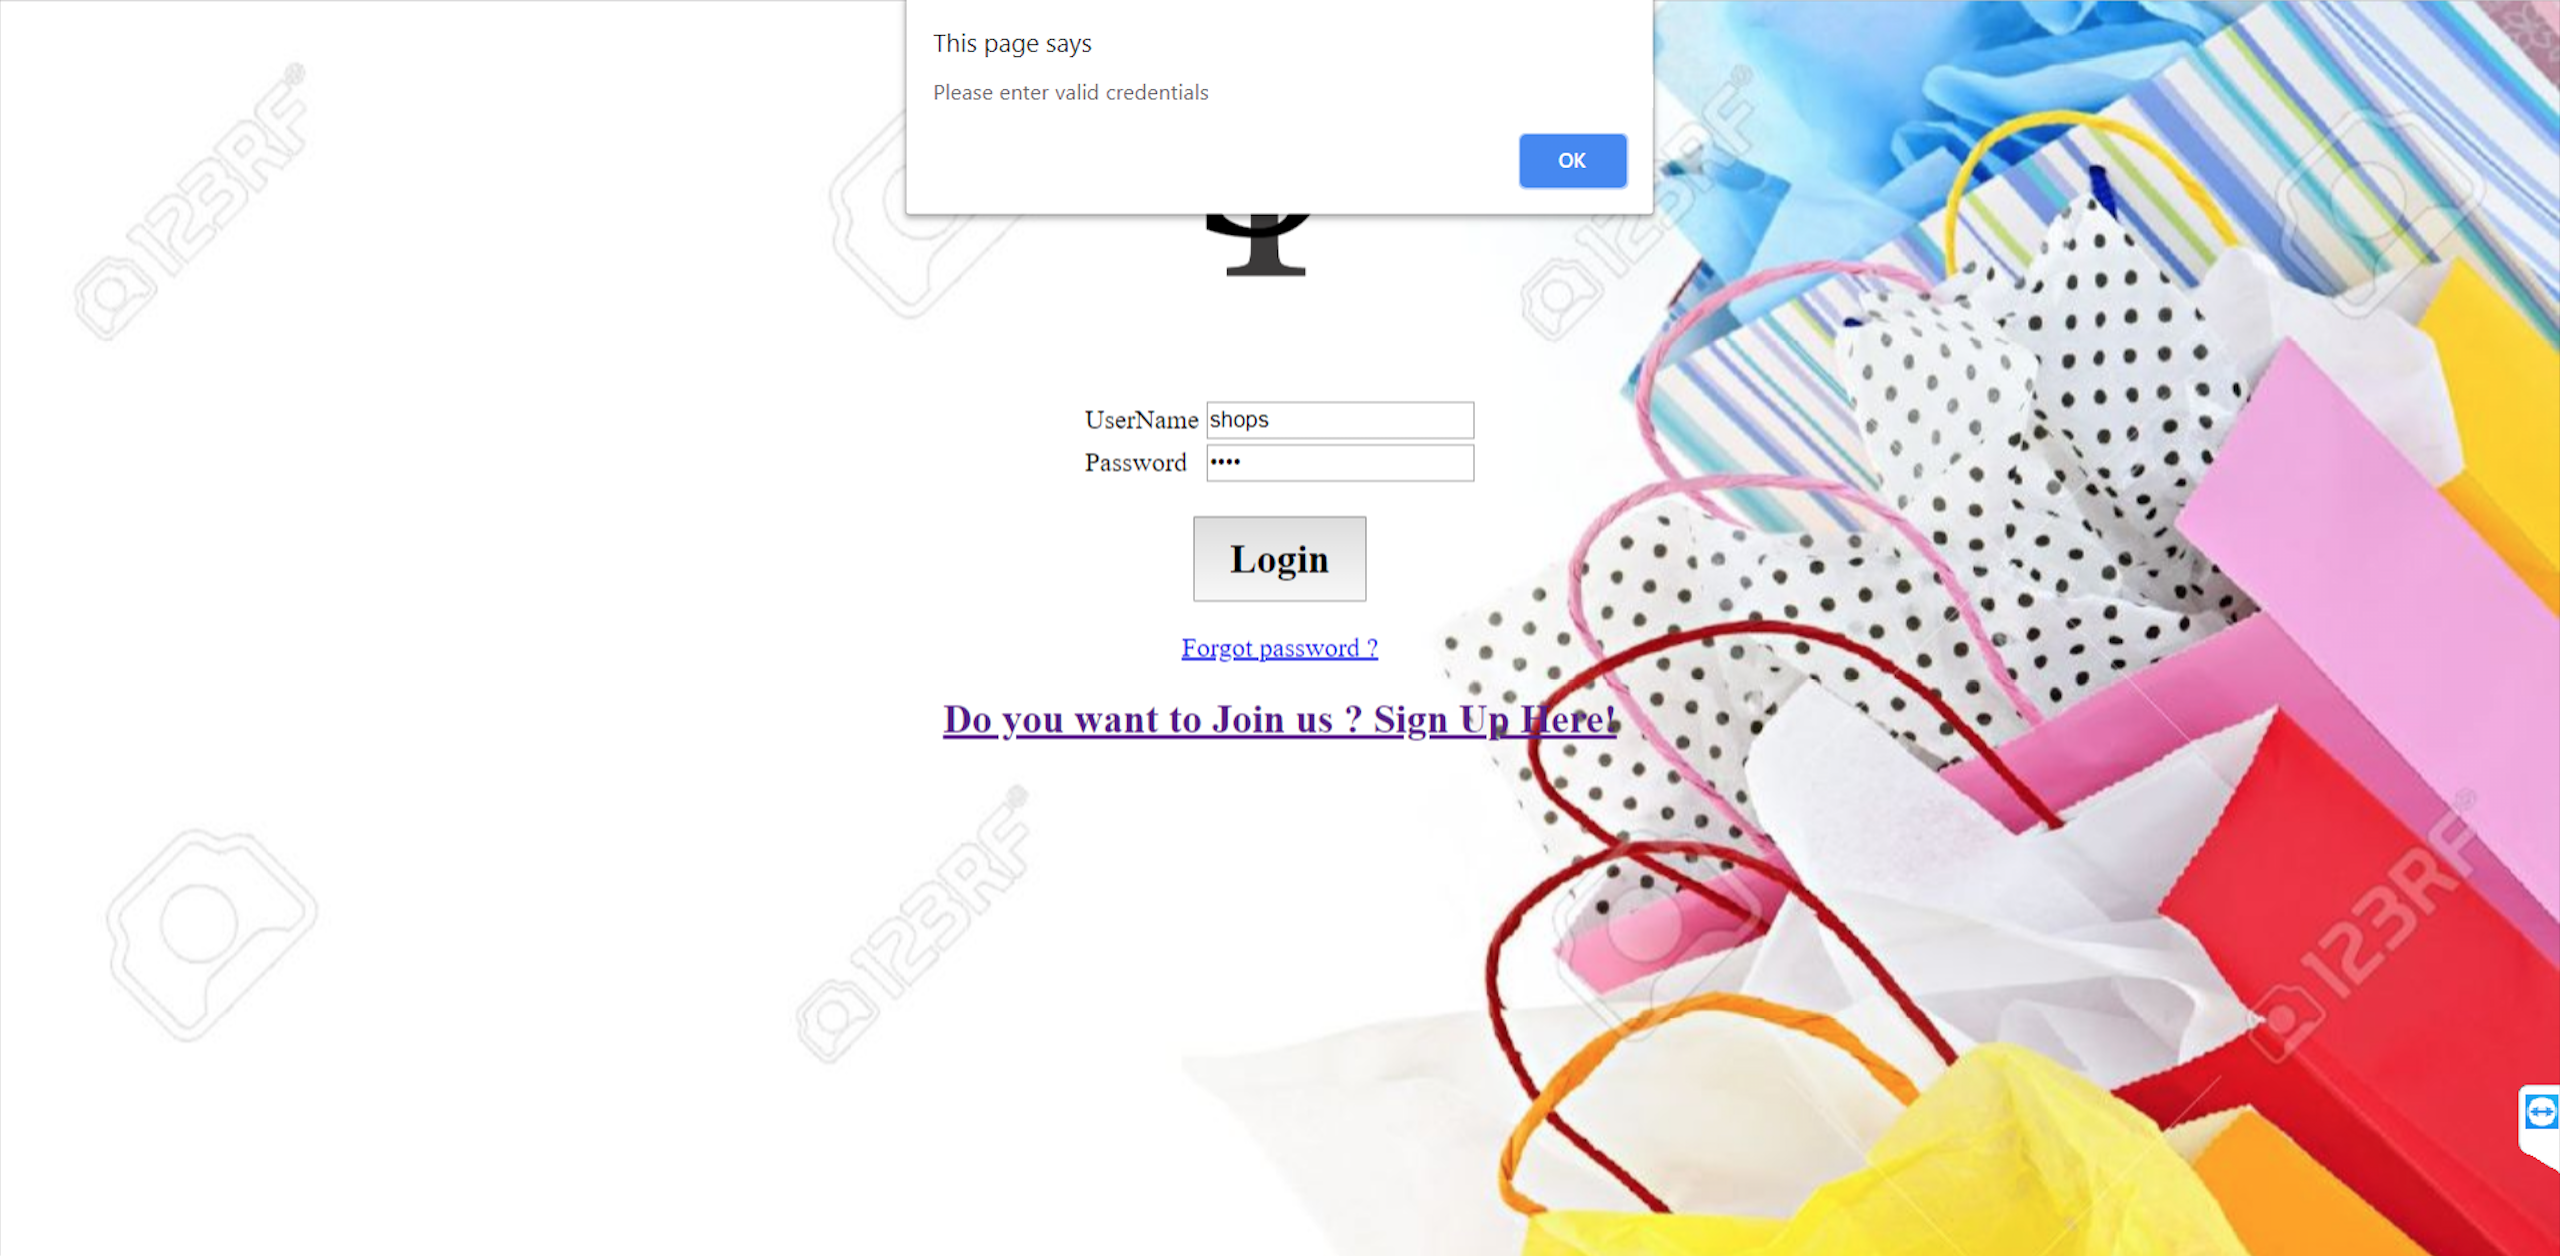 This page says
Please enter valid credentials
OK
UserName shops
Password ••••
Login
Forgot password ?
Do you want to Join us ? Sign Up Here!
123RF®
123RF
123RF®
123RF®
123RF®